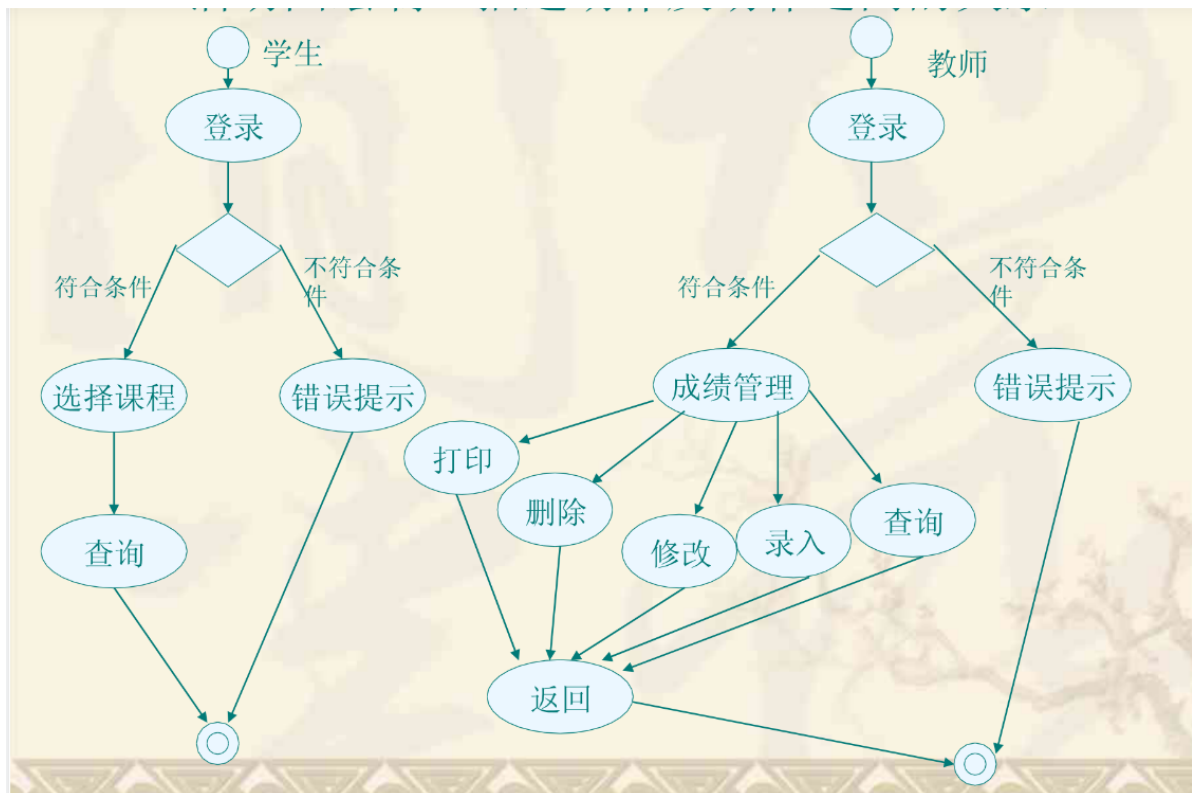 学生
教师
登录
登录
符合条件
不符合条
件
符合条件
不符合条
件
选择课程
错误提示
成绩管理
错误提示
打印
删除
修改
录入
查询
查询
返回